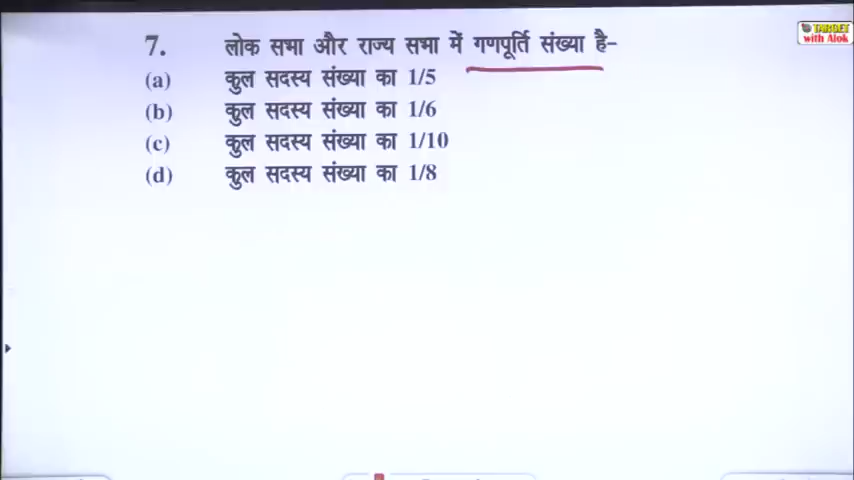 TARGET
with Alok
7. लोक सभा और राज्य सभा में गणपूर्ति संख्या है-
(a) कुल सदस्य संख्या का 1/5
(b) कुल सदस्य संख्या का 1/6
(c) कुल सदस्य संख्या का 1/10
(d) कुल सदस्य संख्या का 1/8